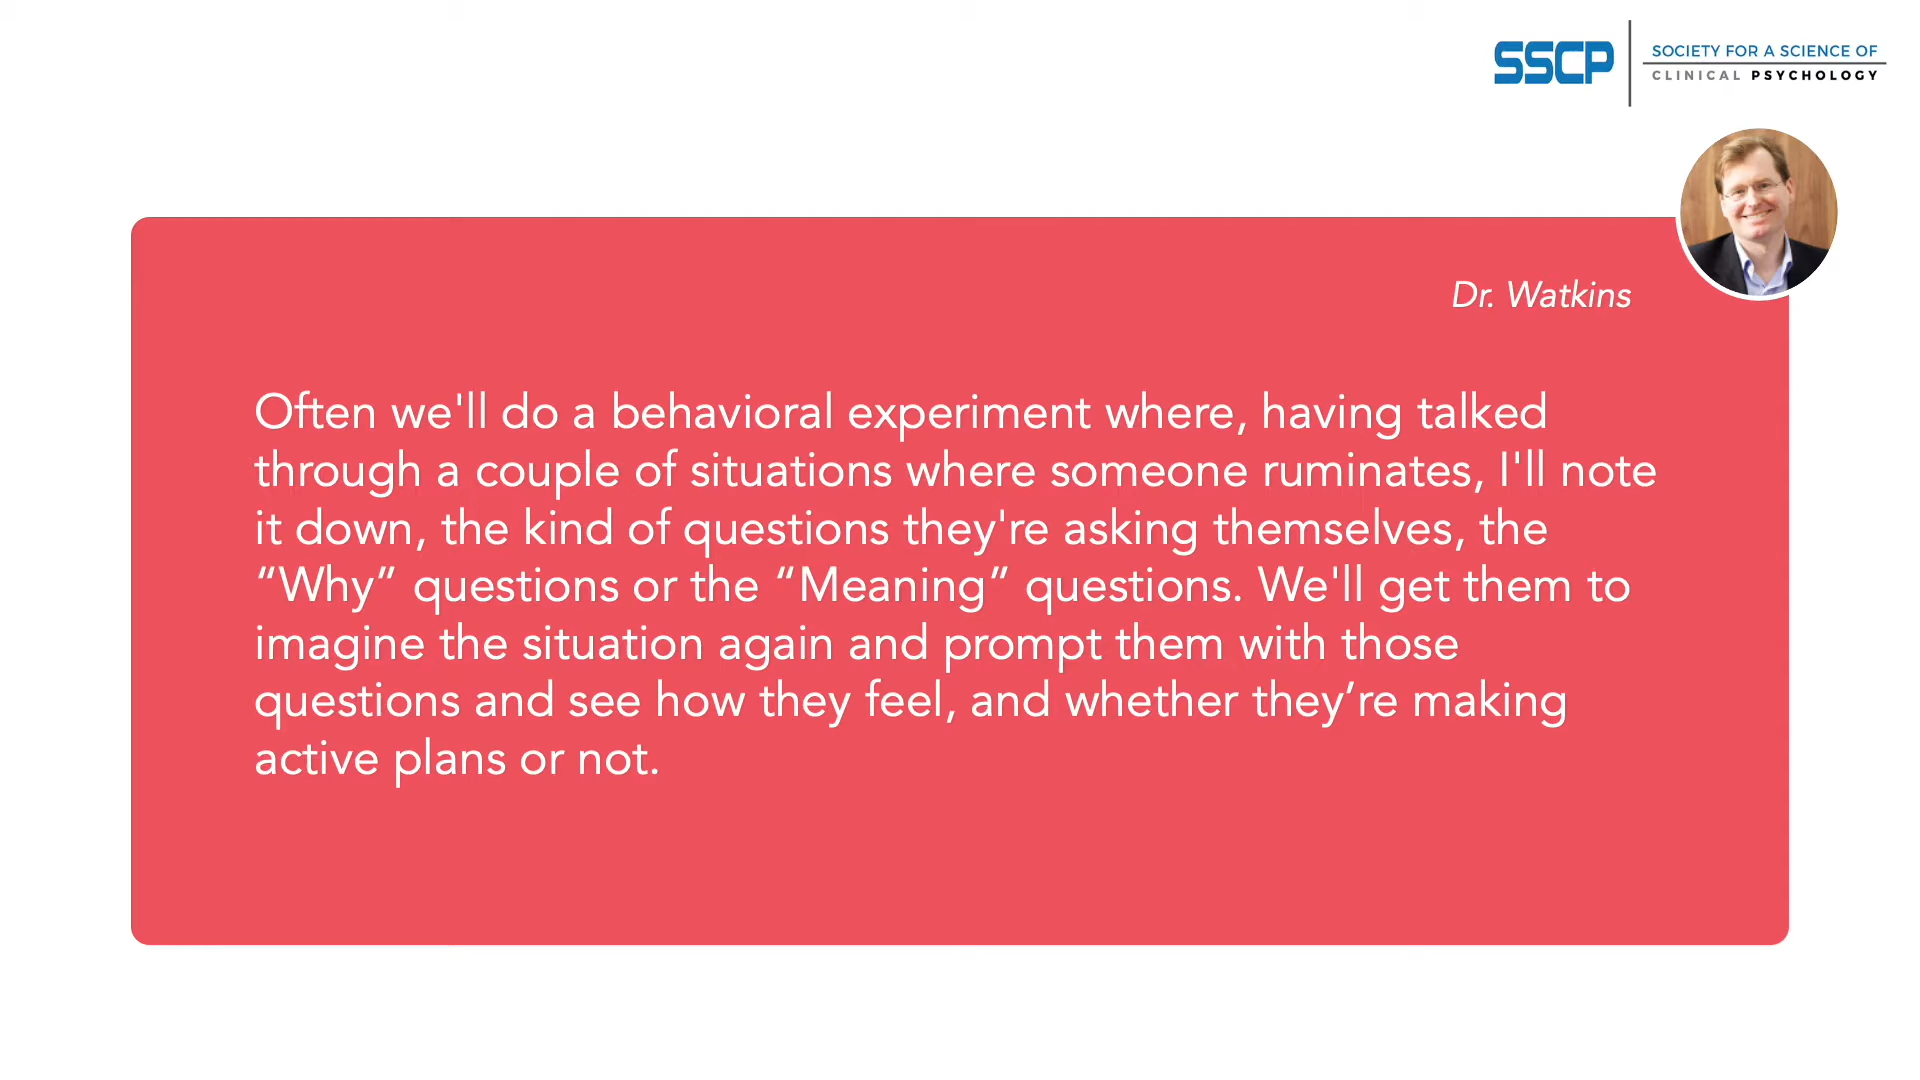 SSCP
SOCIETY FOR A SCIENCE OF
CLINICAL PSYCHOLOGY
Dr. Watkins
Often we'll do a behavioral experiment where, having talked
through a couple of situations where someone ruminates, I'll note
it down, the kind of questions they're asking themselves, the
“Why” questions or the “Meaning” questions. We'll get them to
imagine the situation again and prompt them with those
questions and see how they feel, and whether they’re making
active plans or not.